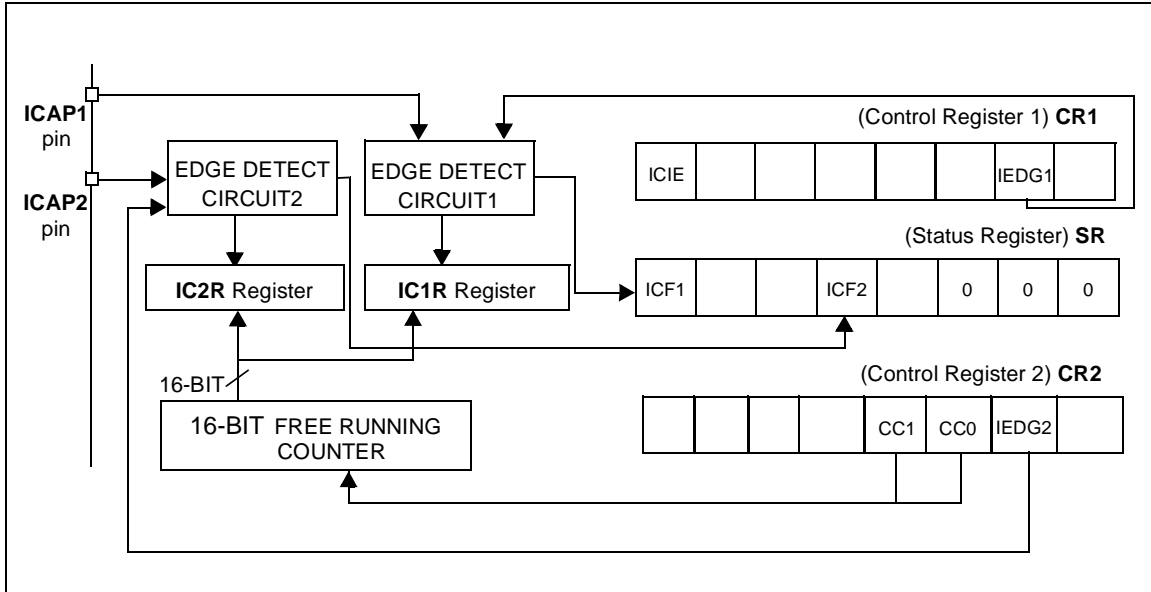 ICAP1
pin
ICAP2
pin
EDGE DETECT
CIRCUIT2
EDGE DETECT
CIRCUIT1
IC2R Register
IC1R Register
16-BIT
16-BIT FREE RUNNING
COUNTER
(Control Register 1) CR1
ICIE IEDG1
(Status Register) SR
ICF1 ICF2 0 0 0
(Control Register 2) CR2
CC1 CC0 IEDG2